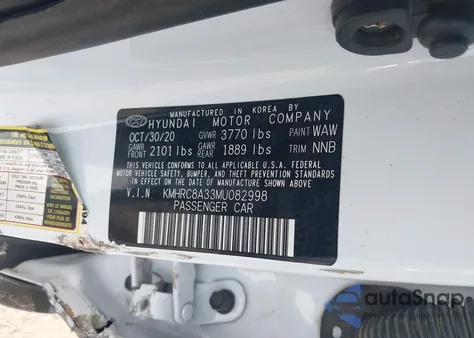 MANUFACTURED IN KOREA BY
HYUNDAI MOTOR COMPANY
OCT/30/20 GVWR 3770 lbs PAINT WAW
GAWR FRONT 2101 lbs GAWR REAR 1889 lbs TRIM NNB
THIS VEHICLE CONFORMS TO ALL APPLICABLE U.S.A. FEDERAL
MOTOR VEHICLE SAFETY, BUMPER, AND THEFT PREVENTION STANDARDS
IN EFFECT ON THE DATE OF MANUFACTURE SHOWN ABOVE.
V.I.N KMHRC8A33MU082998
PASSENGER CAR
494
autoSnap